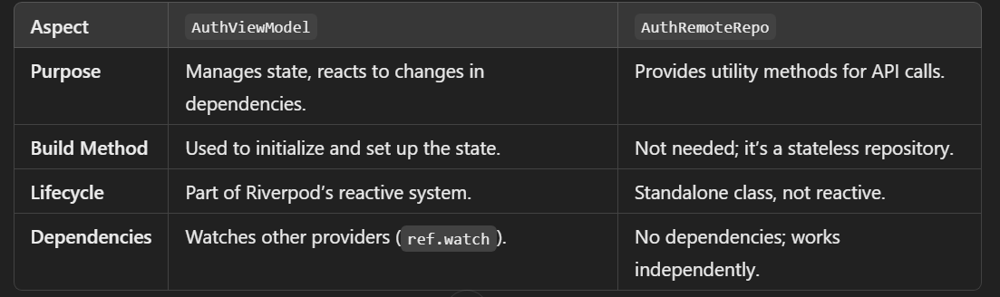 Aspect AuthViewModel AuthRemoteRepo
Purpose Manages state, reacts to changes in dependencies. Provides utility methods for API calls.
Build Method Used to initialize and set up the state. Not needed; it’s a stateless repository.
Lifecycle Part of Riverpod’s reactive system. Standalone class, not reactive.
Dependencies Watches other providers (ref.watch). No dependencies; works independently.